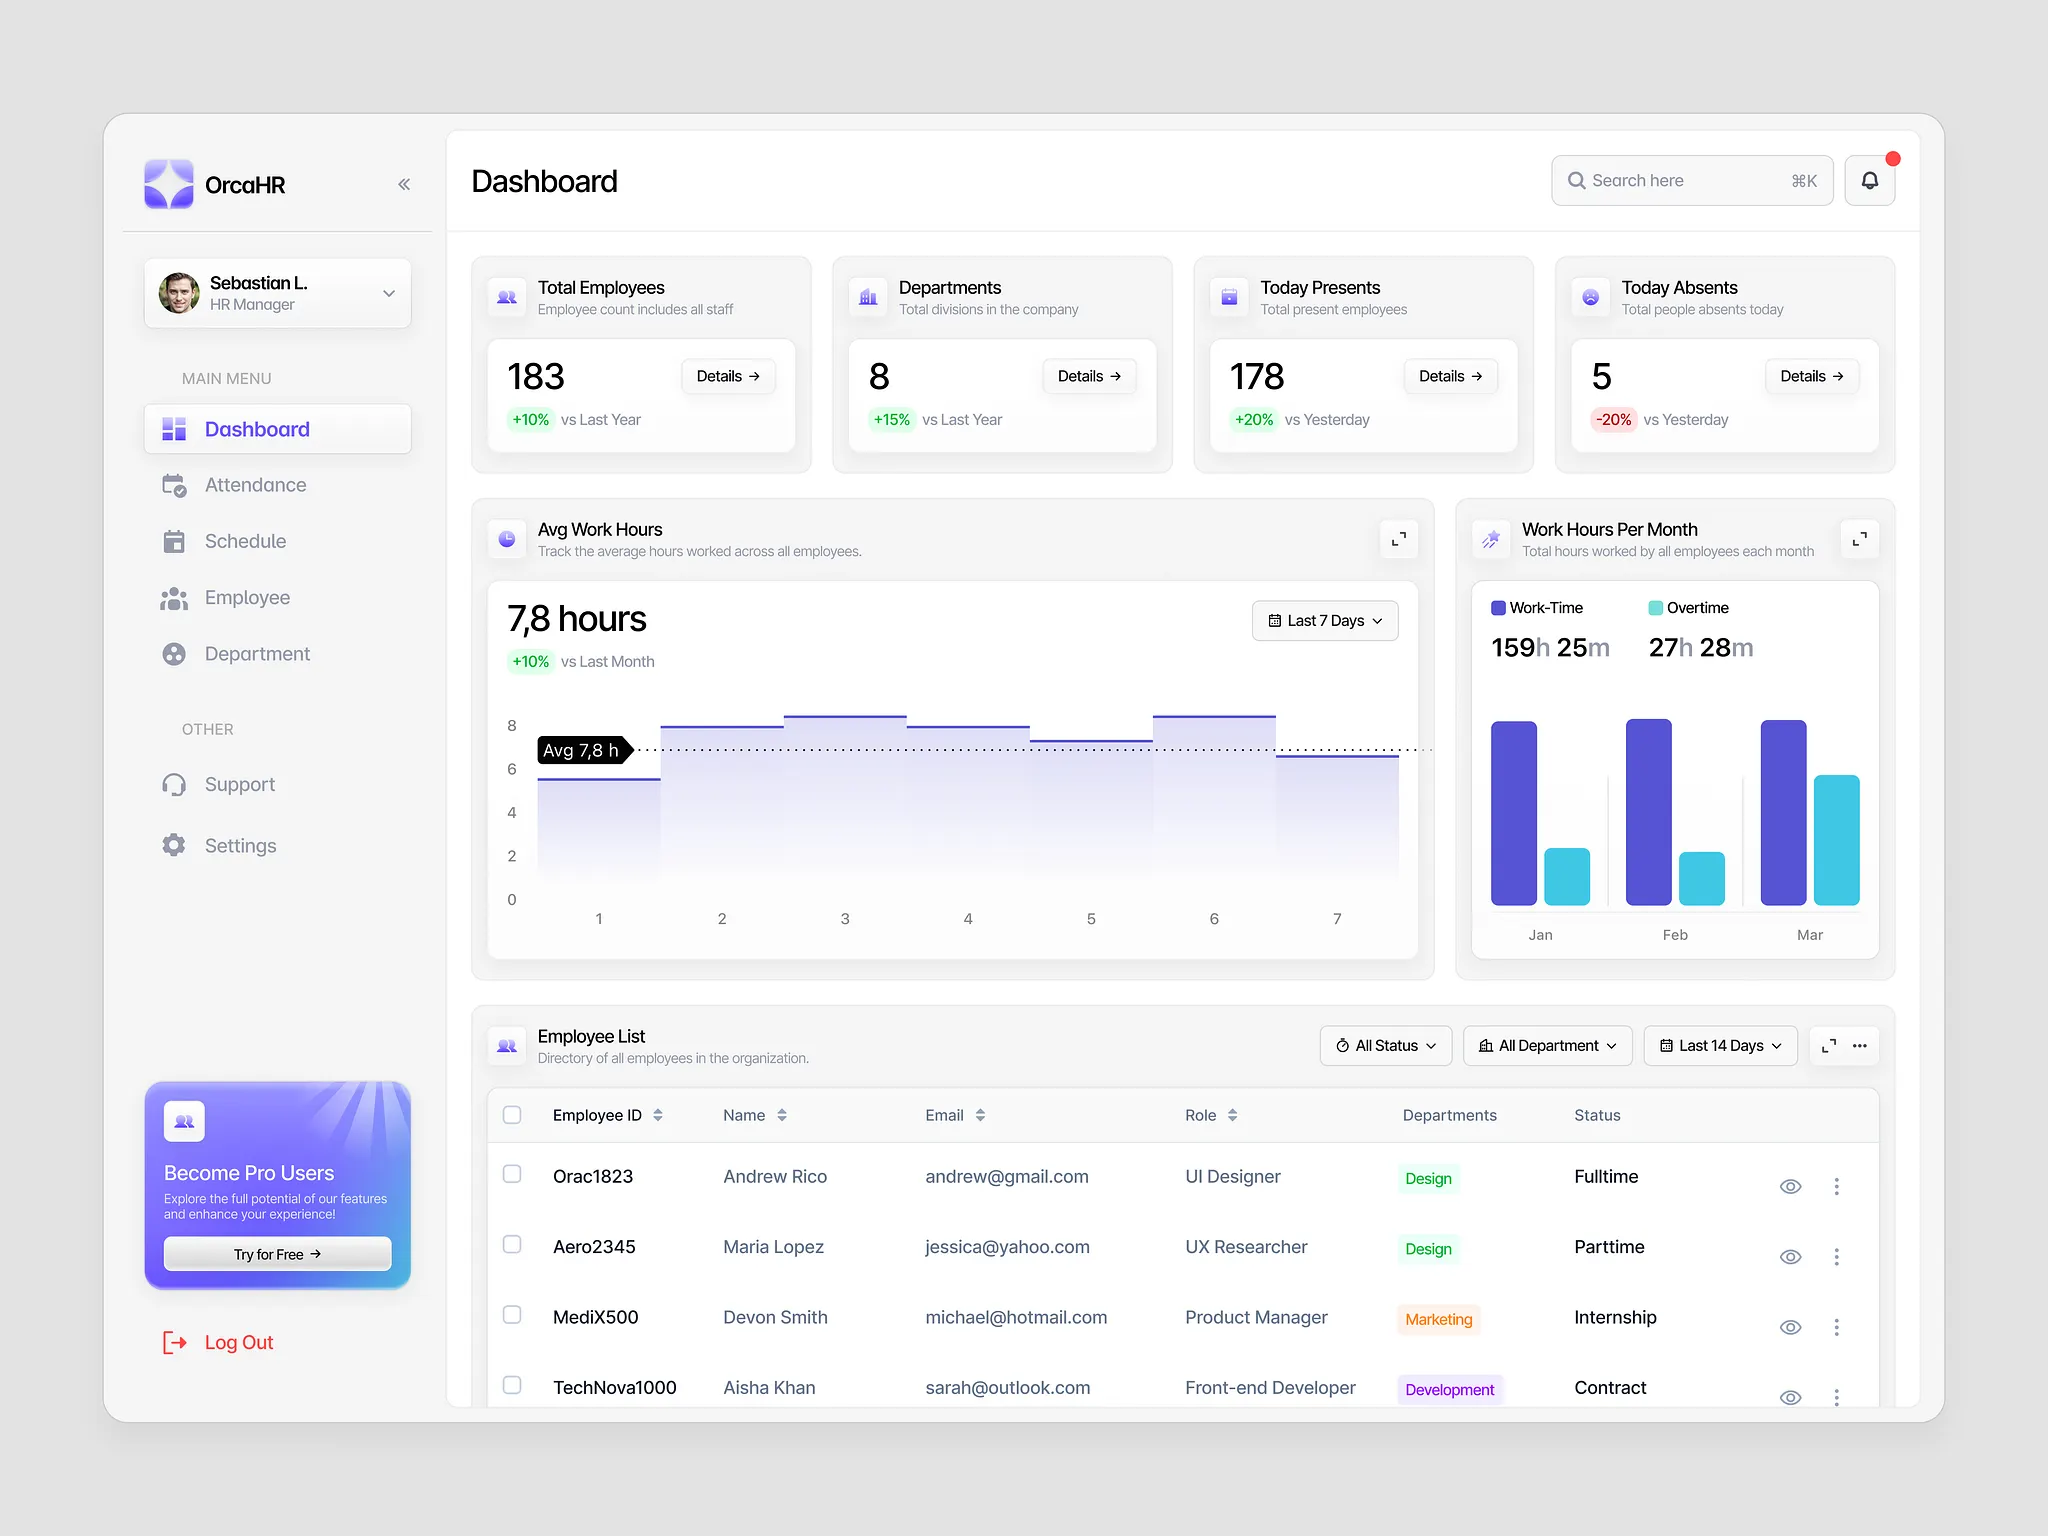 OrcaHR
Sebastian L.
HR Manager
MAIN MENU
Dashboard
Attendance
Schedule
Employee
Department
OTHER
Support
Settings
Become Pro Users
Explore the full potential of our features
and enhance your experience!
Try for Free →
Log Out
Dashboard
Search here ⌘K
Total Employees
Employee count includes all staff
183
Details →
+10% vs Last Year
Departments
Total divisions in the company
8
Details →
+15% vs Last Year
Today Presents
Total present employees
178
Details →
+20% vs Yesterday
Today Absents
Total people absents today
5
Details →
-20% vs Yesterday
Avg Work Hours
Track the average hours worked across all employees.
7,8 hours
Last 7 Days
+10% vs Last Month
8
Avg 7,8 h
6
4
2
0
1 2 3 4 5 6 7
Work Hours Per Month
Total hours worked by all employees each month
Work-Time Overtime
159h 25m 27h 28m
Jan Feb Mar
Employee List
Directory of all employees in the organization.
All Status All Department Last 14 Days
Employee ID Name Email Role Departments Status
Orac1823 Andrew Rico andrew@gmail.com UI Designer Design Fulltime
Aero2345 Maria Lopez jessica@yahoo.com UX Researcher Design Parttime
MediX500 Devon Smith michael@hotmail.com Product Manager Marketing Internship
TechNova1000 Aisha Khan sarah@outlook.com Front-end Developer Development Contract